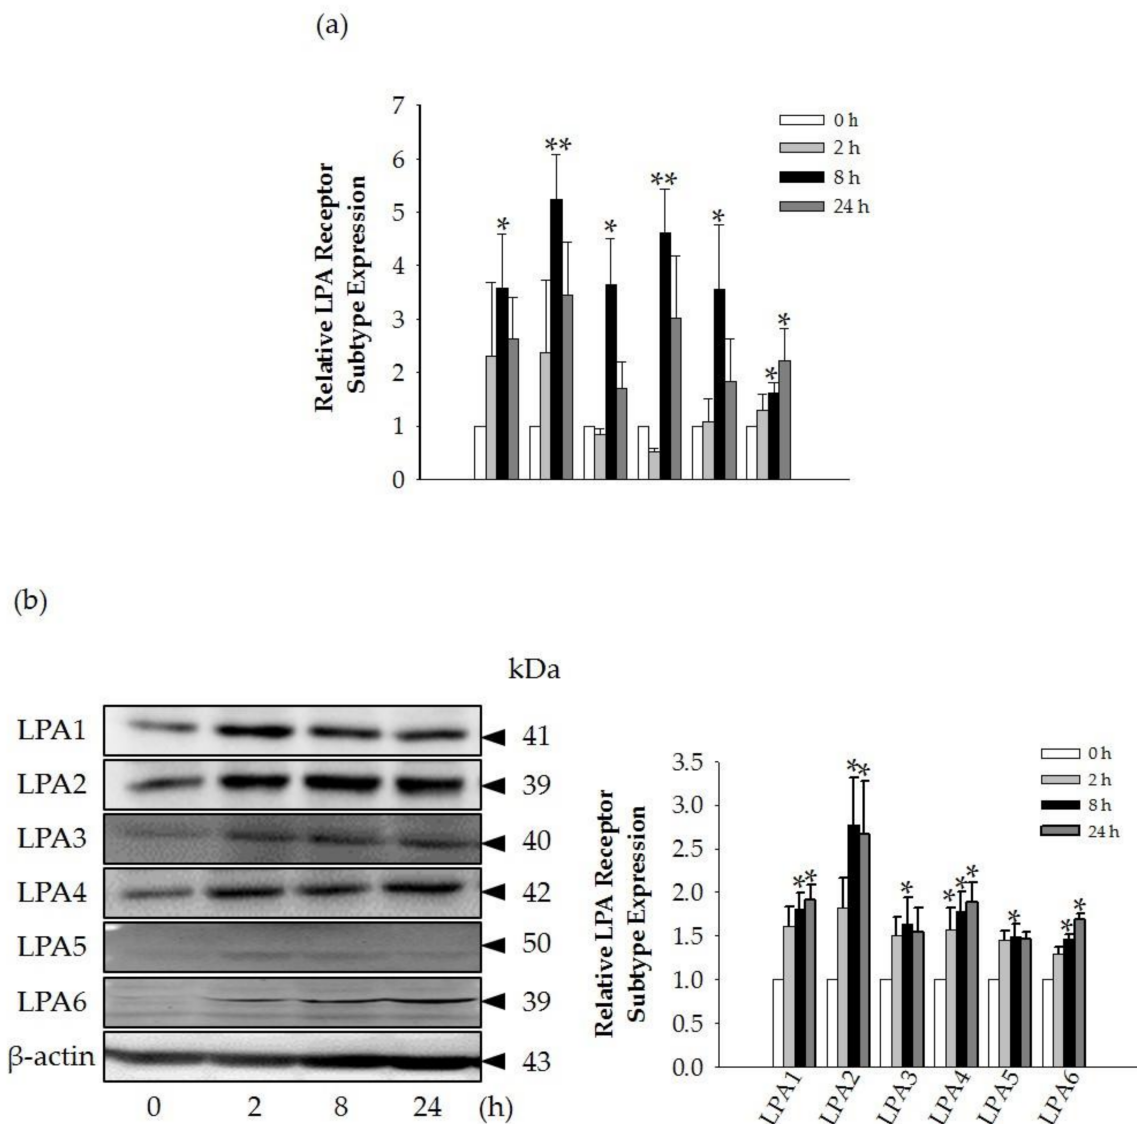 (a)
Relative LPA Receptor
Subtype Expression
7
6
5
4
3
2
1
0
* ** * ** * * *
0 h
2 h
8 h
24 h
(b)
kDa
LPA1 41
LPA2 39
LPA3 40
LPA4 42
LPA5 50
LPA6 39
β-actin 43
0 2 8 24 (h)
Relative LPA Receptor
Subtype Expression
3.5
3.0
2.5
2.0
1.5
1.0
0.5
0.0
* * * * * * * * * * * *
0 h
2 h
8 h
24 h
LPA1 LPA2 LPA3 LPA4 LPA5 LPA6